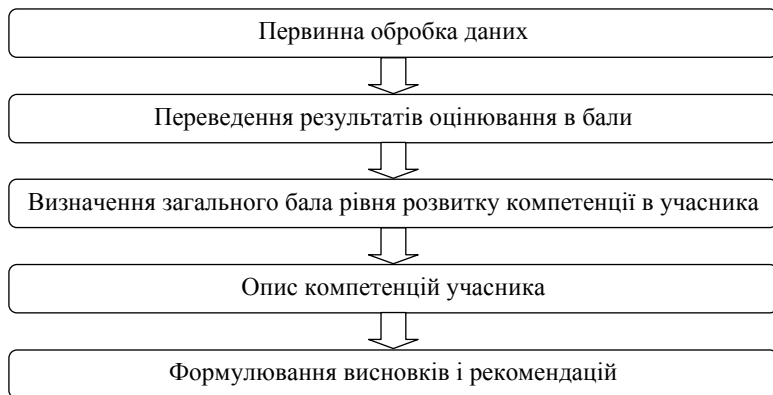 Первинна обробка даних
Переведення результатів оцінювання в бали
Визначення загального бала рівня розвитку компетенції в учасника
Опис компетенцій учасника
Формулювання висновків і рекомендацій